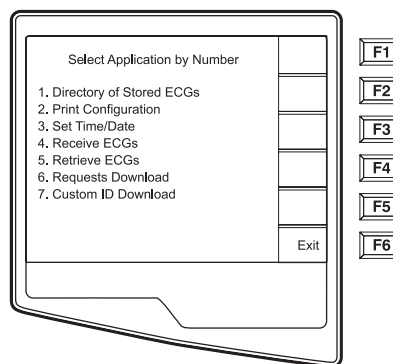 Select Application by Number
1. Directory of Stored ECGs
2. Print Configuration
3. Set Time/Date
4. Receive ECGs
5. Retrieve ECGs
6. Requests Download
7. Custom ID Download
Exit
F1
F2
F3
F4
F5
F6